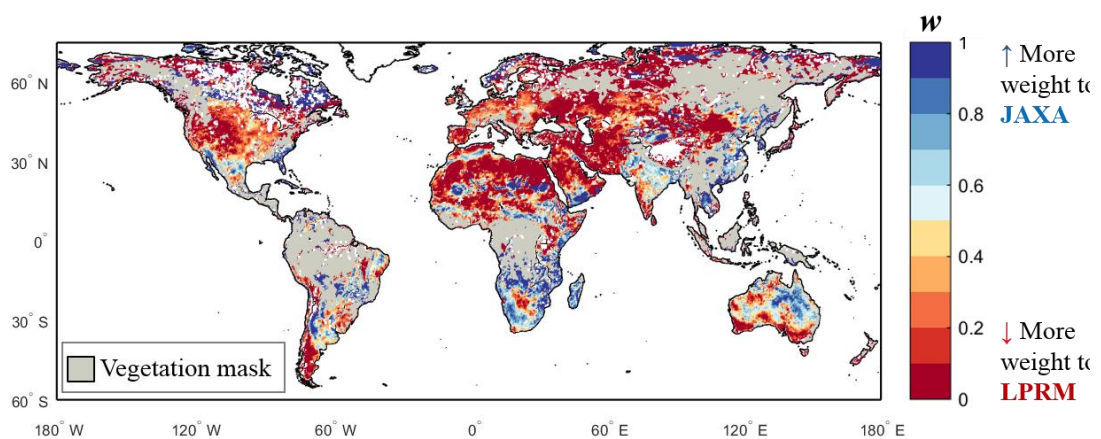 w
1
0.8
0.6
0.4
0.2
0
↑ More
weight to
JAXA
↓ More
weight to
LPRM
60° N
30° N
0°
30° S
60° S
Vegetation mask
180° W
120° W
60° W
0°
60° E
120° E
180° E